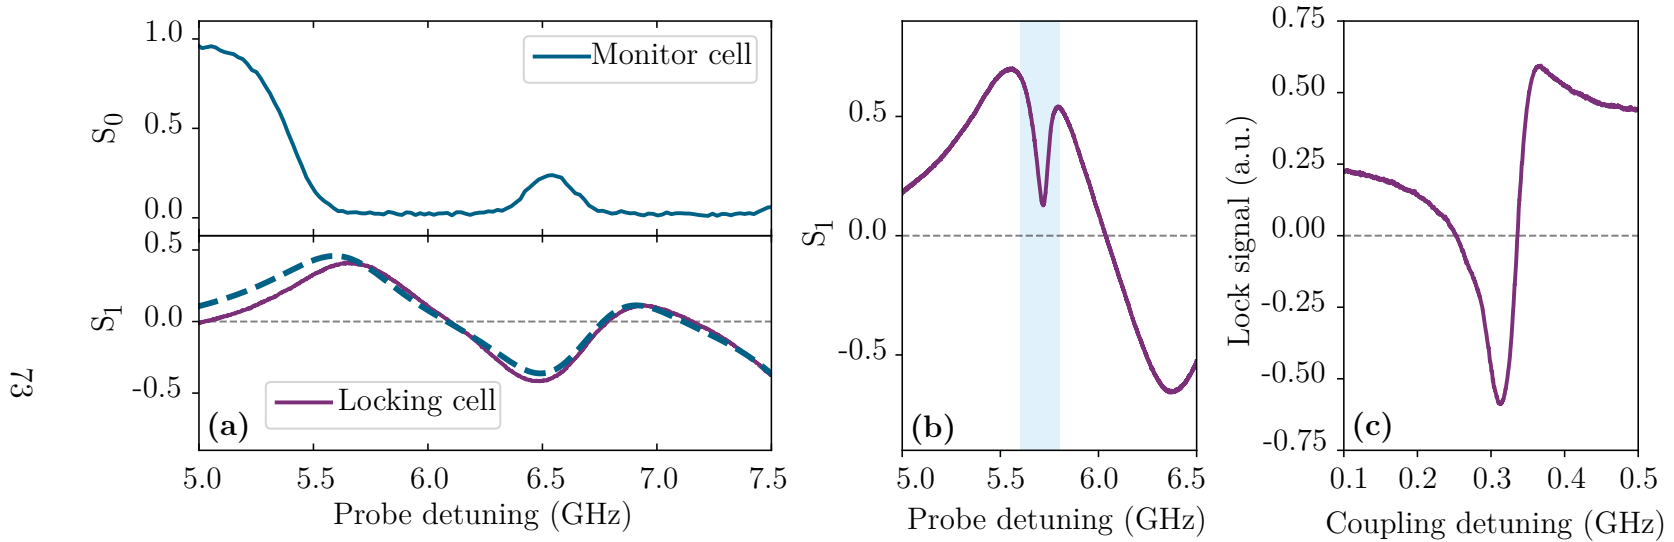 73
1.0
0.5
0.0
S0
Monitor cell
0.5
0.0
-0.5
S1
Locking cell
(a)
5.0 5.5 6.0 6.5 7.0 7.5
Probe detuning (GHz)
0.5
0.0
-0.5
S1
(b)
5.0 5.5 6.0 6.5
Probe detuning (GHz)
0.75
0.50
0.25
0.00
-0.25
-0.50
-0.75
Lock signal (a.u.)
(c)
0.1 0.2 0.3 0.4 0.5
Coupling detuning (GHz)